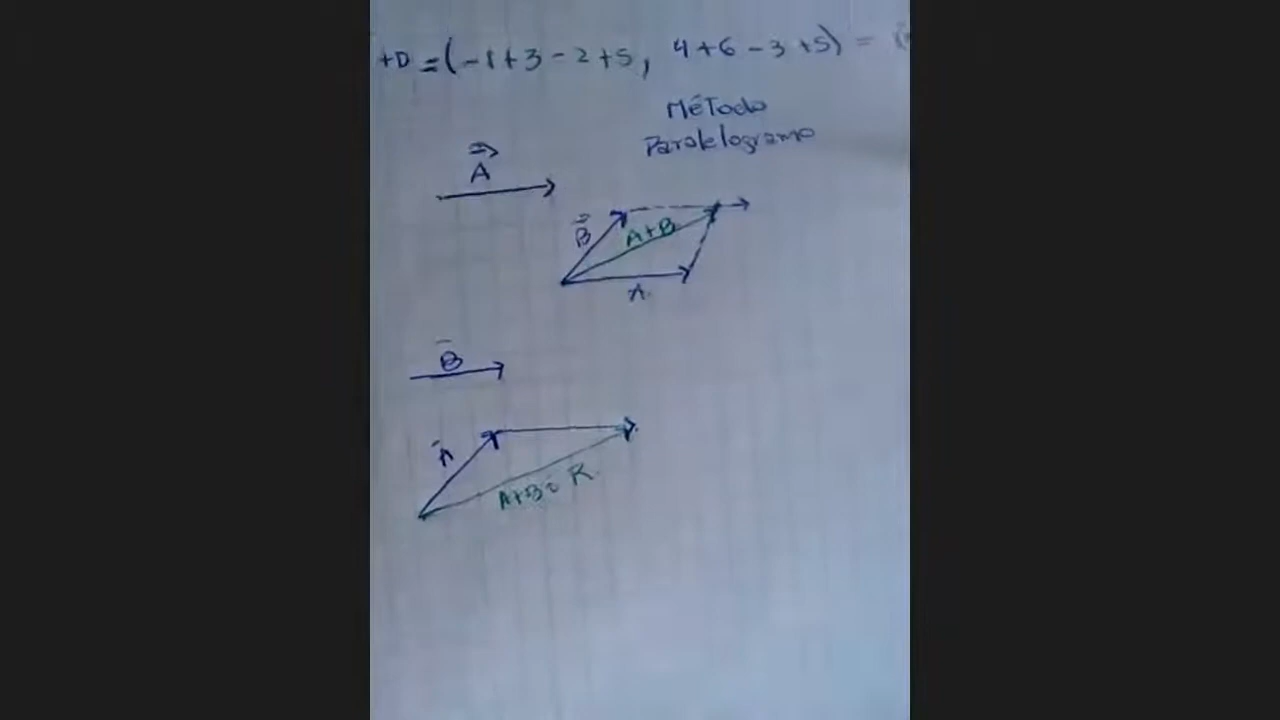 +D = (-1+3-2+5, 4+6-3+5) = (
Método
Paralelogramo
A
B
A+B
A
B
A
A+B = R